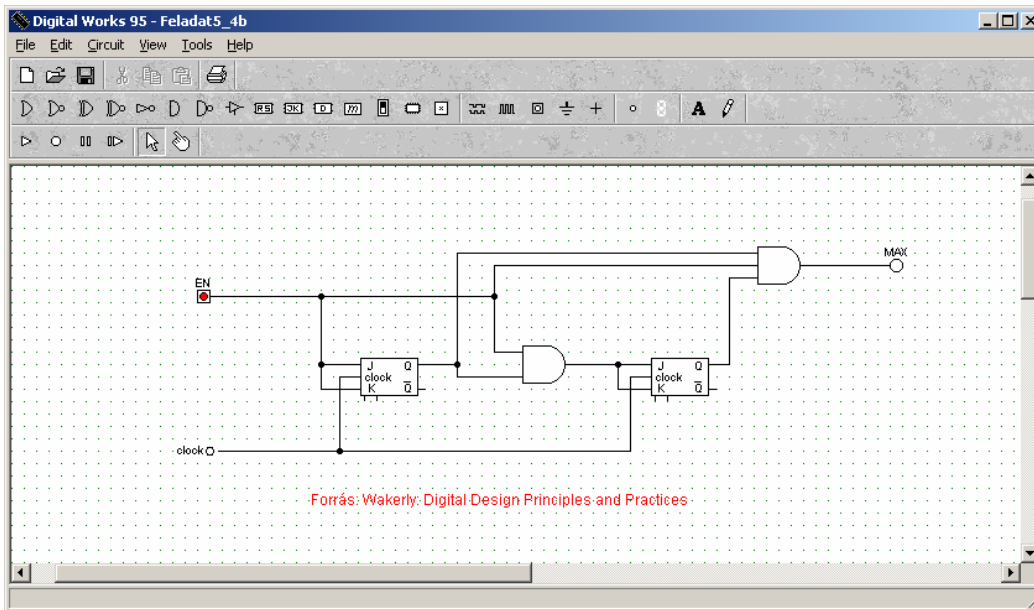 Digital Works 95 - Feladat5_4b
File Edit Circuit View Tools Help
RS JK D m
A
MAX
EN
J Q
clock
K Q
J Q
clock
K Q
clock
Forrás: Wakerly: Digital Design Principles and Practices